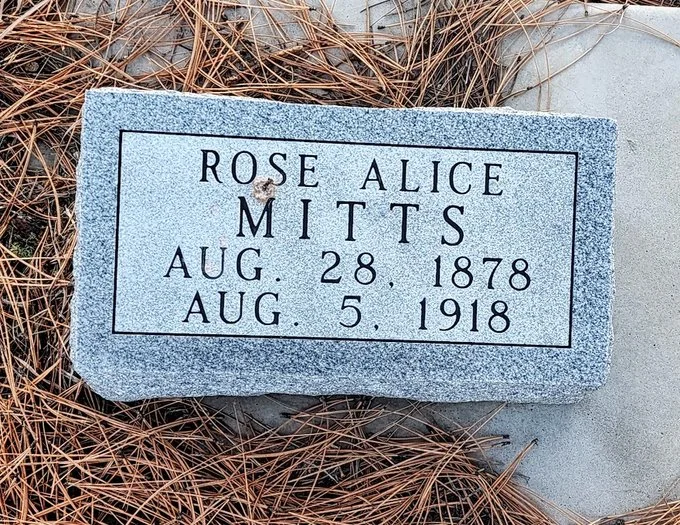 ROSE ALICE
MITTS
AUG. 28, 1878
AUG. 5, 1918